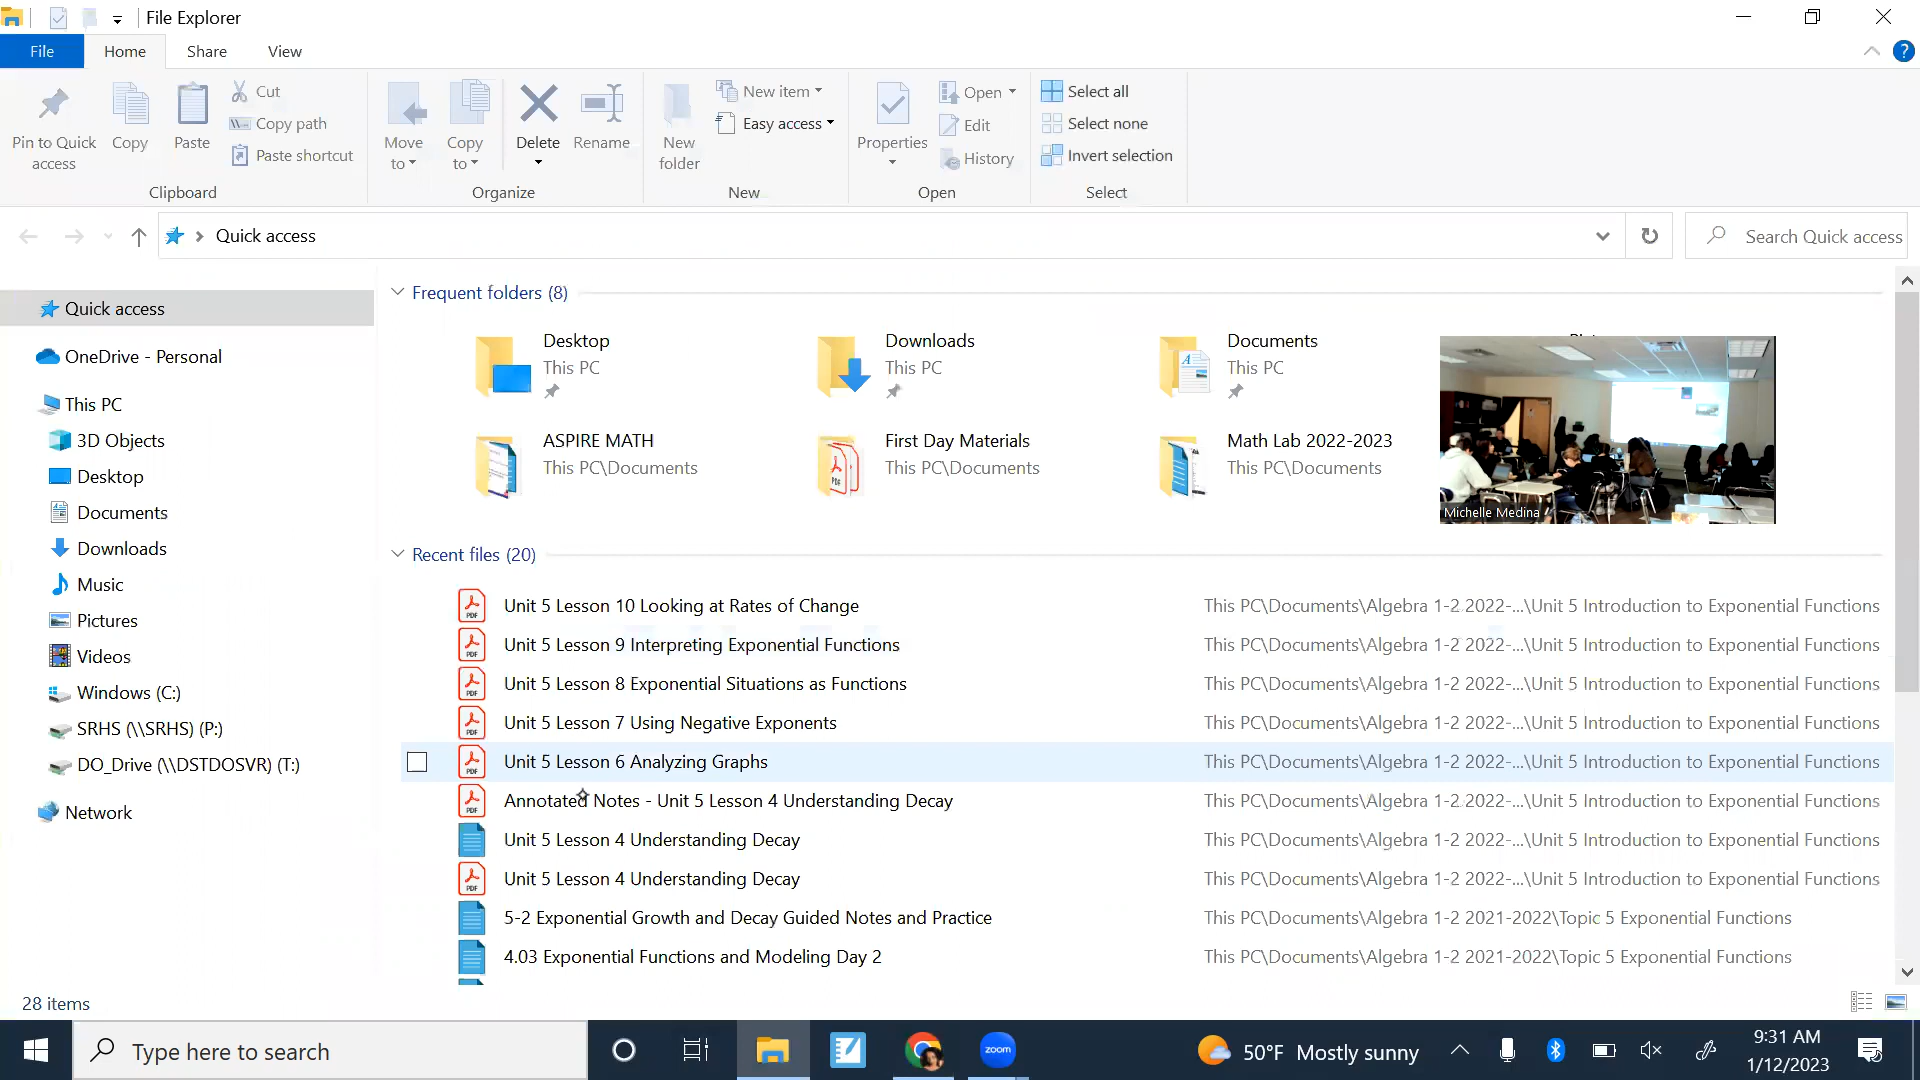 File Explorer
File Home Share View
Pin to Quick access
Copy
Paste
Cut
Copy path
Paste shortcut
Clipboard
Move to
Copy to
Delete
Rename
Organize
New folder
New item
Easy access
New
Properties
Open
Edit
History
Open
Select all
Select none
Invert selection
Select
Quick access
Search Quick access
Quick access
OneDrive - Personal
This PC
3D Objects
Desktop
Documents
Downloads
Music
Pictures
Videos
Windows (C:)
SRHS (\\SRHS) (P:)
DO_Drive (\\DSTDOSVR) (T:)
Network
Frequent folders (8)
Desktop
This PC
Downloads
This PC
Documents
This PC
ASPIRE MATH
This PC\Documents
First Day Materials
This PC\Documents
Math Lab 2022-2023
This PC\Documents
Michelle Medina
Recent files (20)
Unit 5 Lesson 10 Looking at Rates of Change This PC\Documents\Algebra 1-2 2022-...\Unit 5 Introduction to Exponential Functions
Unit 5 Lesson 9 Interpreting Exponential Functions This PC\Documents\Algebra 1-2 2022-...\Unit 5 Introduction to Exponential Functions
Unit 5 Lesson 8 Exponential Situations as Functions This PC\Documents\Algebra 1-2 2022-...\Unit 5 Introduction to Exponential Functions
Unit 5 Lesson 7 Using Negative Exponents This PC\Documents\Algebra 1-2 2022-...\Unit 5 Introduction to Exponential Functions
Unit 5 Lesson 6 Analyzing Graphs This PC\Documents\Algebra 1-2 2022-...\Unit 5 Introduction to Exponential Functions
Annotated Notes - Unit 5 Lesson 4 Understanding Decay This PC\Documents\Algebra 1-2 2022-...\Unit 5 Introduction to Exponential Functions
Unit 5 Lesson 4 Understanding Decay This PC\Documents\Algebra 1-2 2022-...\Unit 5 Introduction to Exponential Functions
Unit 5 Lesson 4 Understanding Decay This PC\Documents\Algebra 1-2 2022-...\Unit 5 Introduction to Exponential Functions
5-2 Exponential Growth and Decay Guided Notes and Practice This PC\Documents\Algebra 1-2 2021-2022\Topic 5 Exponential Functions
4.03 Exponential Functions and Modeling Day 2 This PC\Documents\Algebra 1-2 2021-2022\Topic 5 Exponential Functions
28 items
Type here to search
zoom
50°F Mostly sunny
9:31 AM
1/12/2023